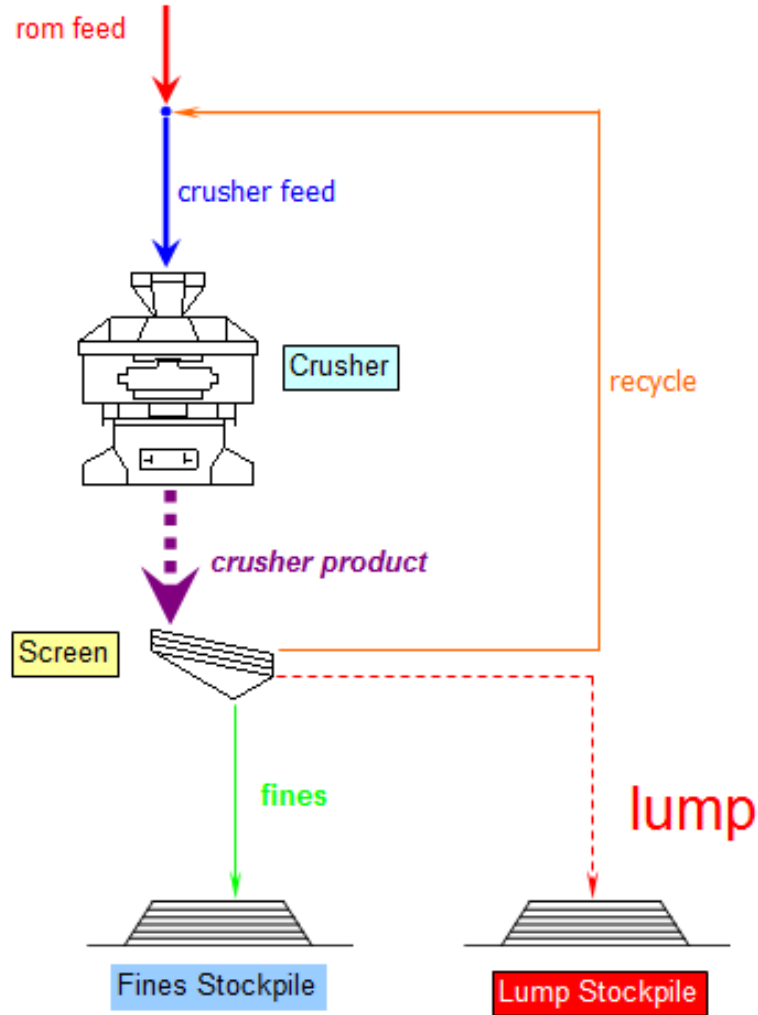 rom feed
crusher feed
Crusher
recycle
crusher product
Screen
fines
lump
Fines Stockpile
Lump Stockpile